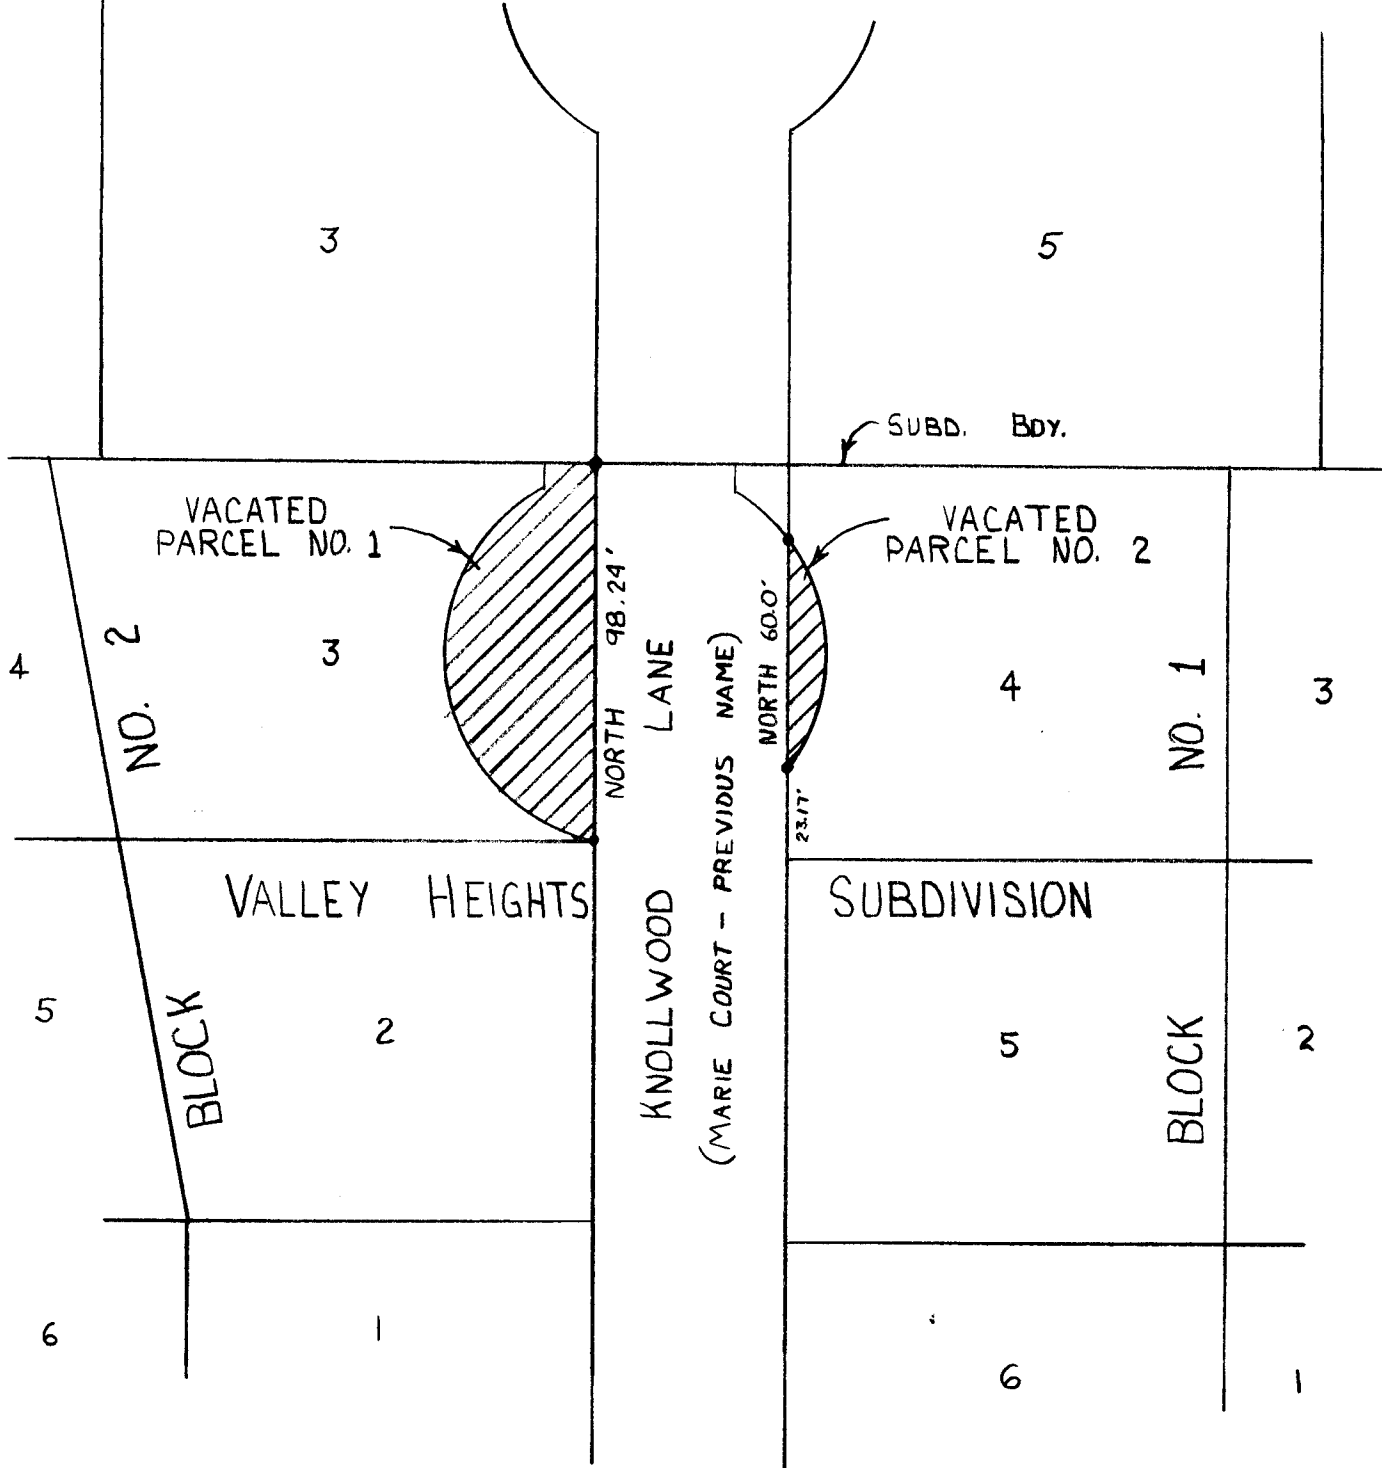 3
5
SUBD. BDY.
VACATED
PARCEL NO. 1
VACATED
PARCEL NO. 2
NORTH 98.24'
NORTH 60.0'
23.17'
4
BLOCK NO. 2
3
KNOLLWOOD LANE
(MARIE COURT - PREVIOUS NAME)
4
BLOCK NO. 1
3
VALLEY HEIGHTS SUBDIVISION
5
2
5
2
6
1
6
1